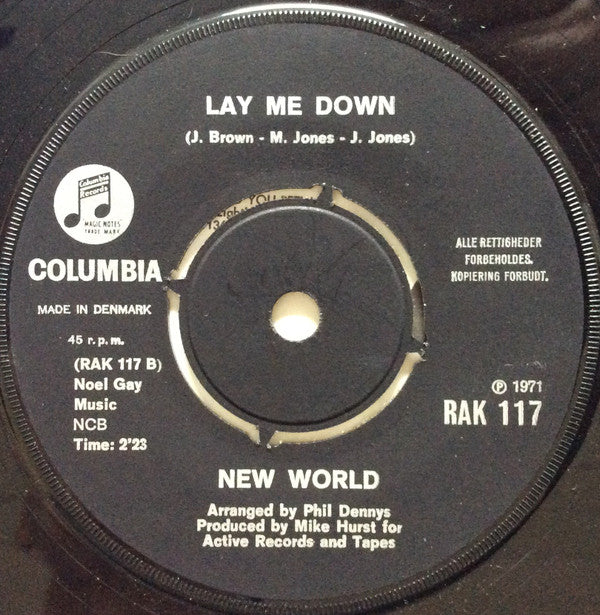 LAY ME DOWN
(J. Brown - M. Jones - J. Jones)
Columbia
Records
MAGIC NOTES
TRADE MARK
COLUMBIA
MADE IN DENMARK
45 r.p.m.
(RAK 117 B)
Noel Gay
Music
NCB
Time: 2'23
ALLE RETTIGHEDER
FORBEHOLDES.
KOPIERING FORBUDT.
℗ 1971
RAK 117
NEW WORLD
Arranged by Phil Dennys
Produced by Mike Hurst for
Active Records and Tapes